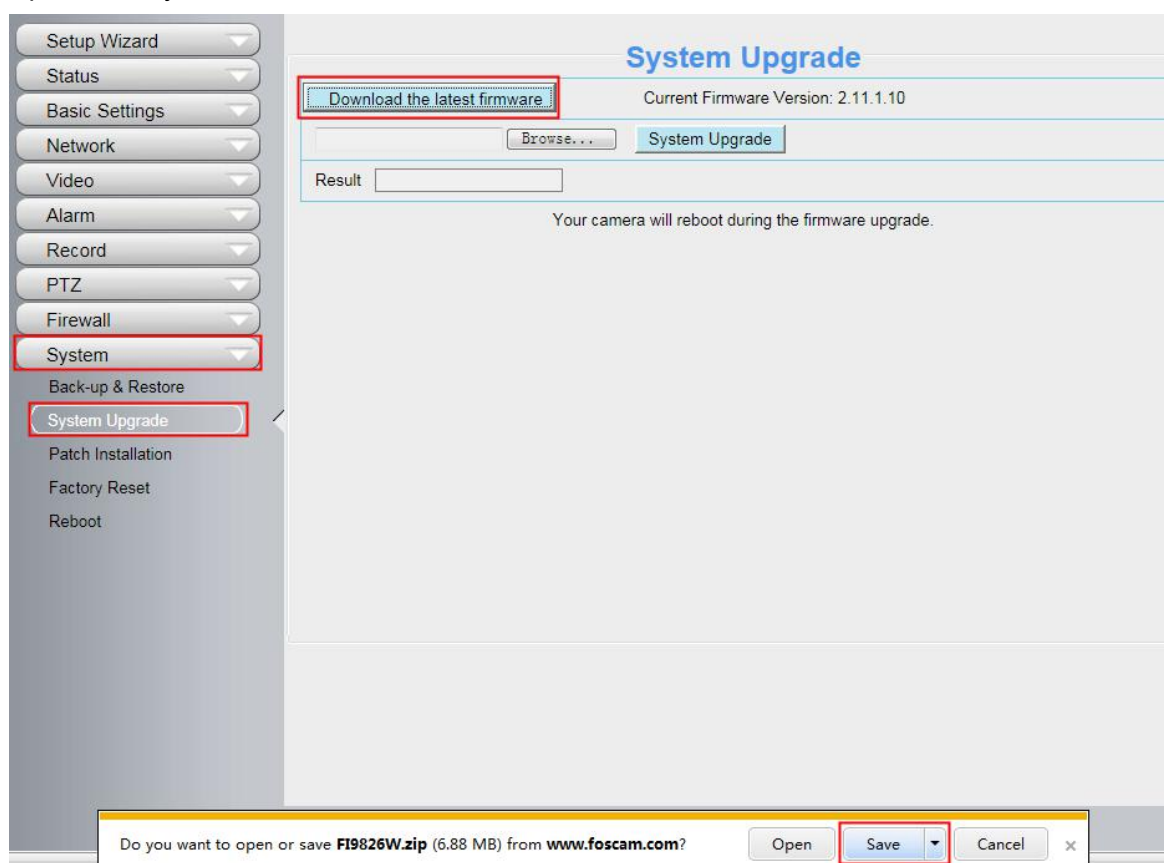 Setup Wizard
Status
Basic Settings
Network
Video
Alarm
Record
PTZ
Firewall
System
Back-up & Restore
System Upgrade
Patch Installation
Factory Reset
Reboot
System Upgrade
Download the latest firmware Current Firmware Version: 2.11.1.10
Browse... System Upgrade
Result
Your camera will reboot during the firmware upgrade.
Do you want to open or save FI9826W.zip (6.88 MB) from www.foscam.com? Open Save Cancel ×